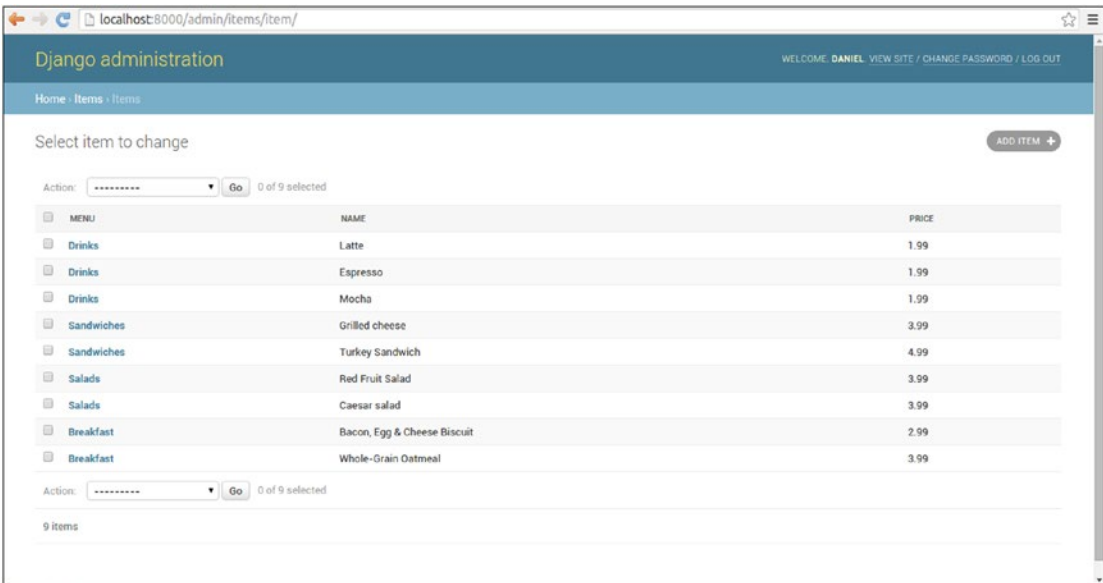 localhost:8000/admin/items/item/
Django administration
WELCOME, DANIEL. VIEW SITE / CHANGE PASSWORD / LOG OUT
Home › Items › Items
Select item to change
ADD ITEM +
Action: --------- Go 0 of 9 selected
MENU NAME PRICE
Drinks Latte 1.99
Drinks Espresso 1.99
Drinks Mocha 1.99
Sandwiches Grilled cheese 3.99
Sandwiches Turkey Sandwich 4.99
Salads Red Fruit Salad 3.99
Salads Caesar salad 3.99
Breakfast Bacon, Egg & Cheese Biscuit 2.99
Breakfast Whole-Grain Oatmeal 3.99
Action: --------- Go 0 of 9 selected
9 items